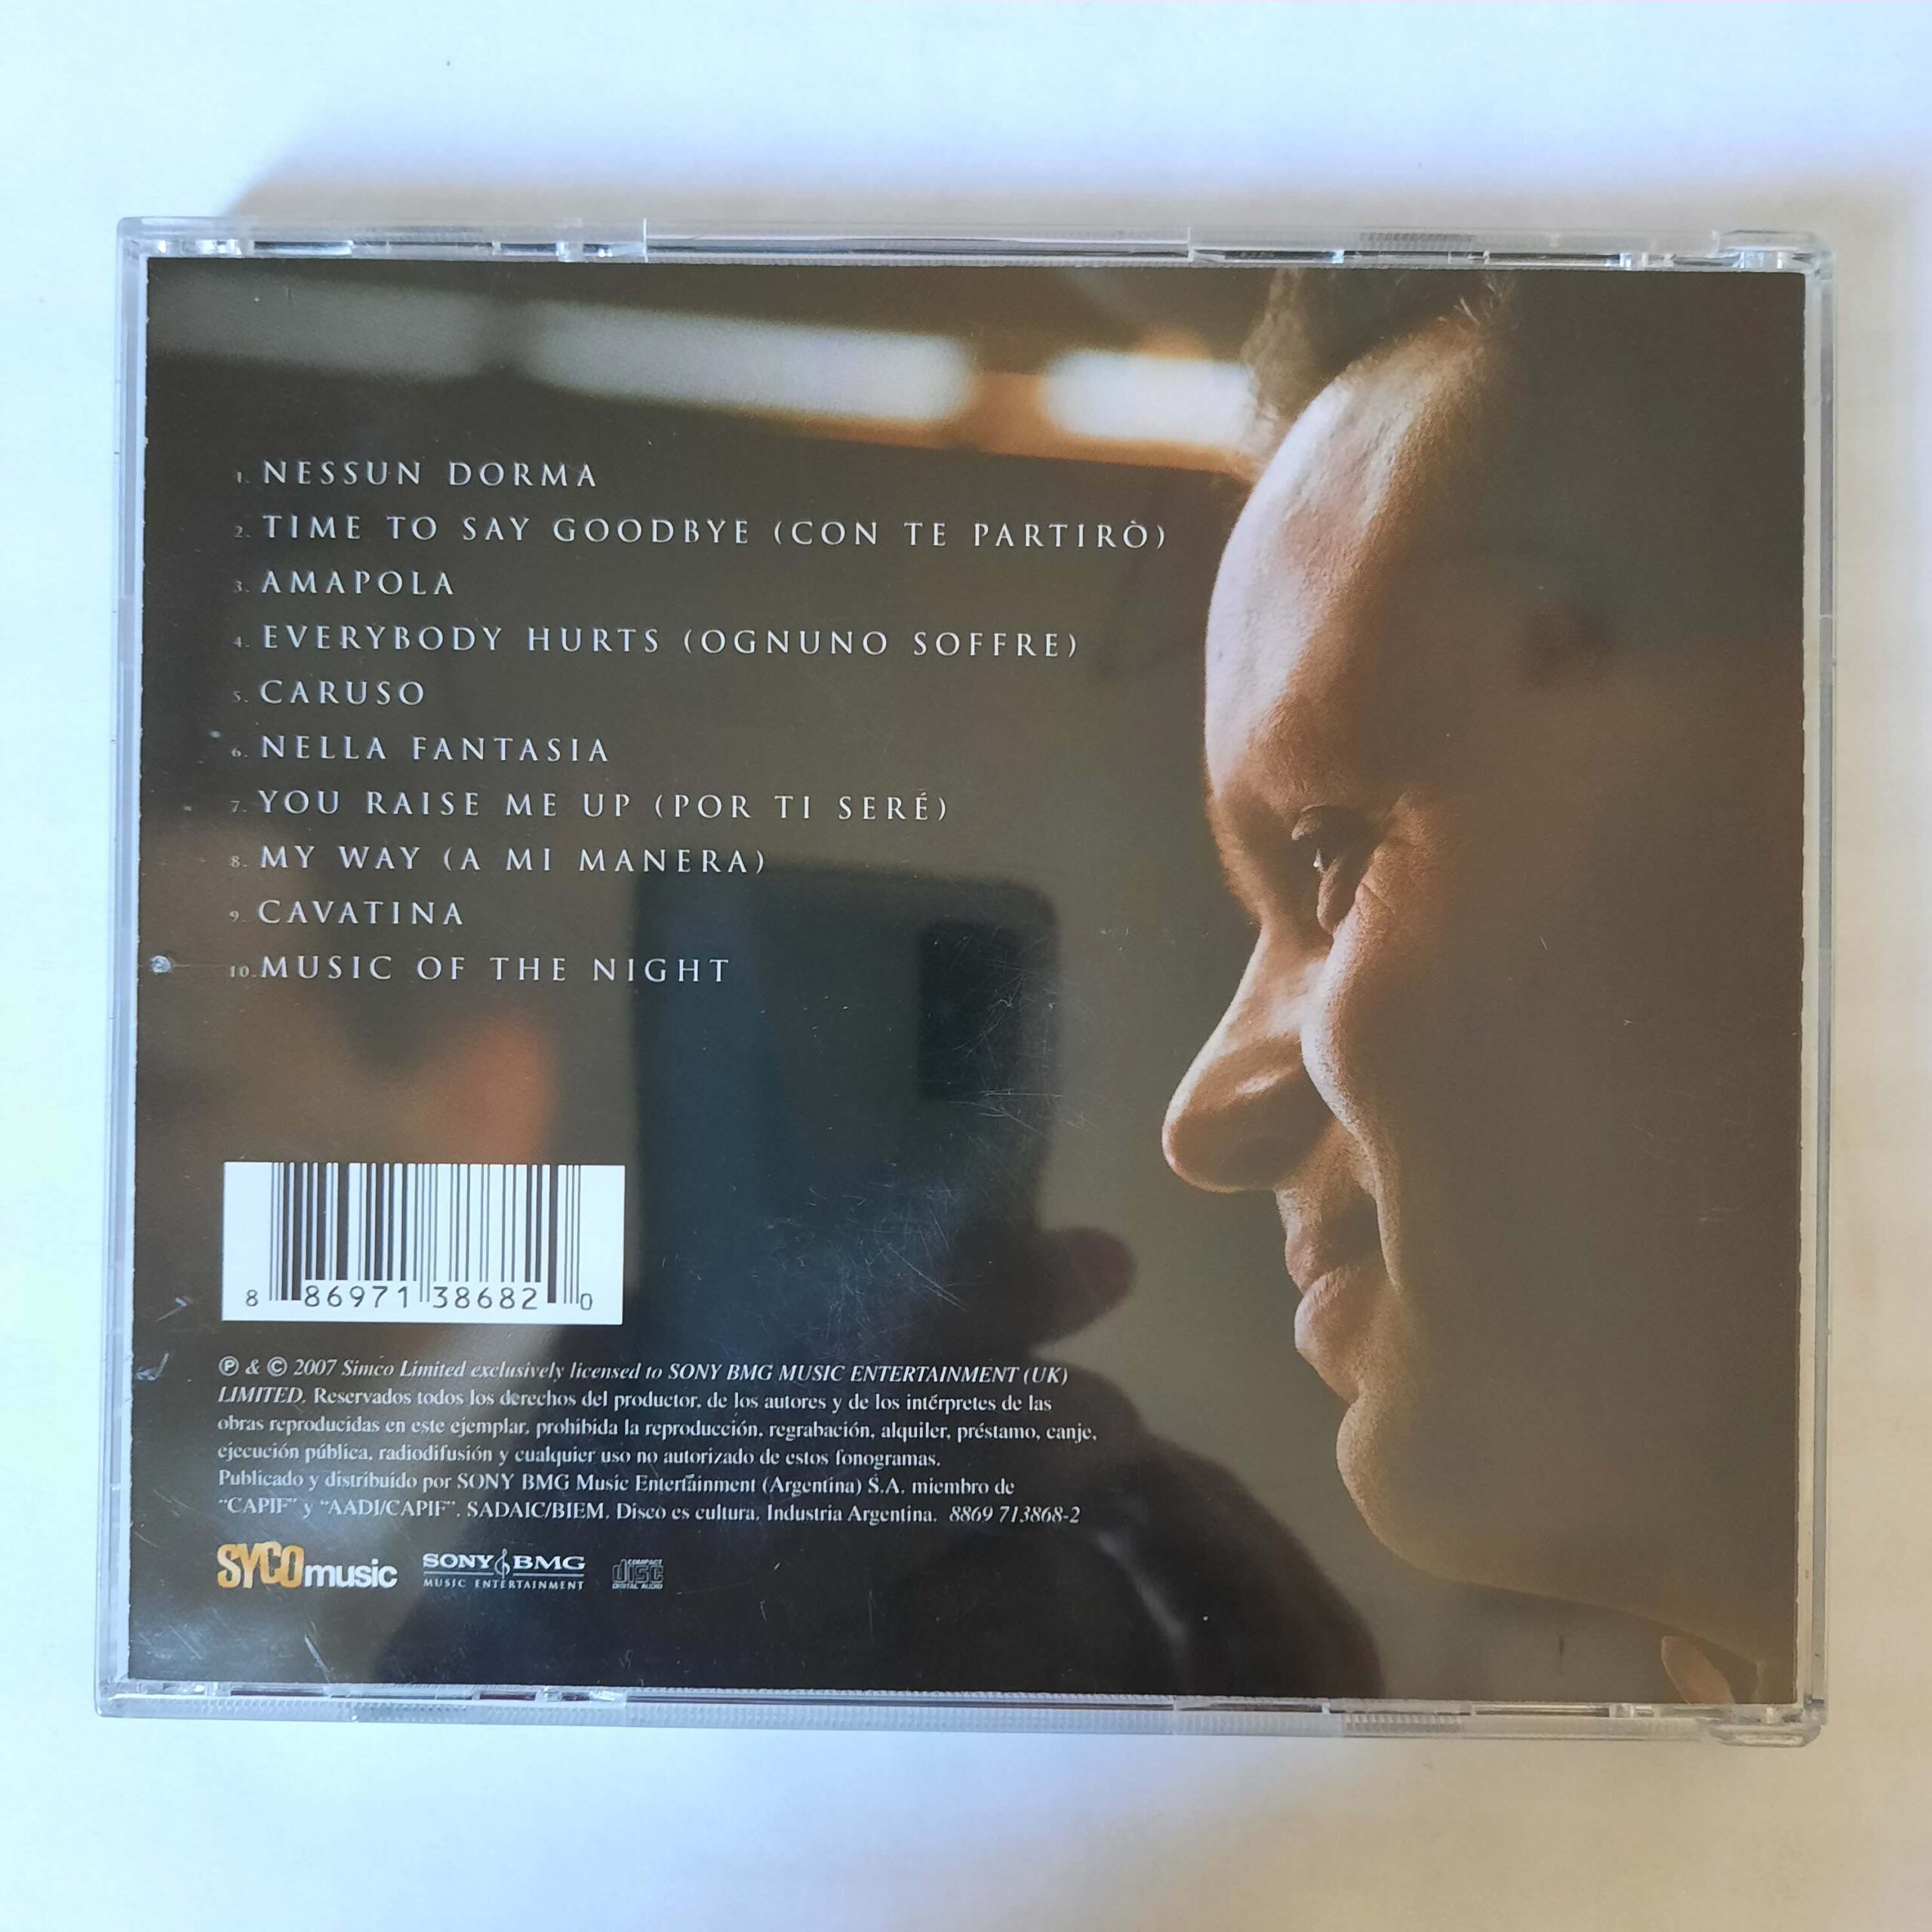 1. NESSUN DORMA
2. TIME TO SAY GOODBYE (CON TE PARTIRÒ)
3. AMAPOLA
4. EVERYBODY HURTS (OGNUNO SOFFRE)
5. CARUSO
6. NELLA FANTASIA
7. YOU RAISE ME UP (POR TI SERÉ)
8. MY WAY (A MI MANERA)
9. CAVATINA
10. MUSIC OF THE NIGHT
8 86971 38682 0
℗ & © 2007 Simco Limited exclusively licensed to SONY BMG MUSIC ENTERTAINMENT (UK)
LIMITED. Reservados todos los derechos del productor, de los autores y de los intérpretes de las
obras reproducidas en este ejemplar, prohibida la reproducción, regrabación, alquiler, préstamo, canje,
ejecución pública, radiodifusión y cualquier uso no autorizado de estos fonogramas.
Publicado y distribuido por SONY BMG Music Entertainment (Argentina) S.A. miembro de
"CAPIF" y "AADI/CAPIF". SADAIC/BIEM. Disco es cultura. Industria Argentina. 8869 713868-2
SYCOmusic SONY BMG MUSIC ENTERTAINMENT COMPACT disc DIGITAL AUDIO